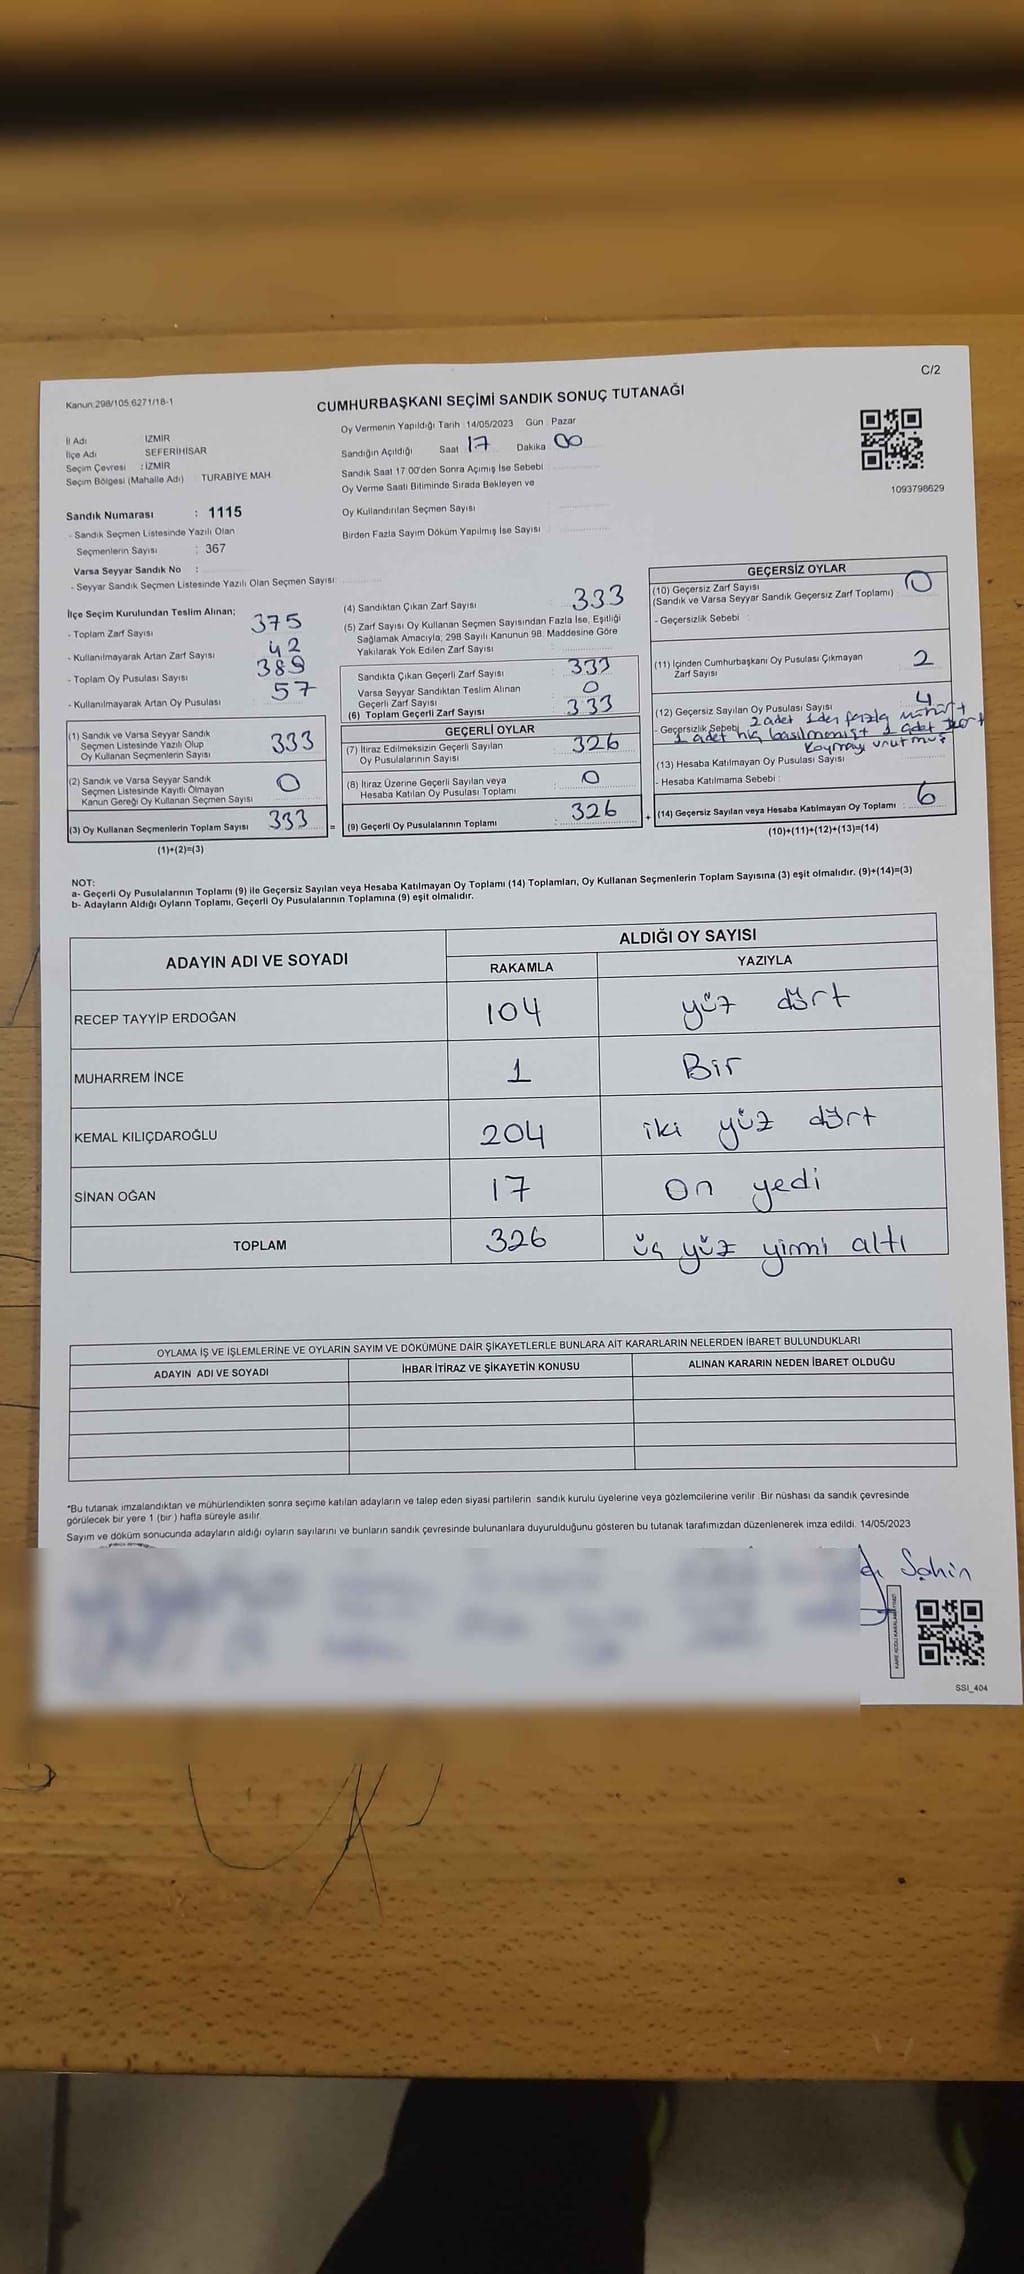 C/2
Kanun 298/105 6271/18-1
CUMHURBAŞKANI SEÇİMİ SANDIK SONUÇ TUTANAĞI
İl Adı İZMİR
İlçe Adı SEFERİHİSAR
Seçim Çevresi : İZMİR
Seçim Bölgesi (Mahalle Adı) TURABİYE MAH
Sandık Numarası : 1115
- Sandık Seçmen Listesinde Yazılı Olan
Seçmenlerin Sayısı : 367
Varsa Seyyar Sandık No :
- Seyyar Sandık Seçmen Listesinde Yazılı Olan Seçmen Sayısı:
Oy Vermenin Yapıldığı Tarih 14/05/2023 Gün Pazar
Sandığın Açıldığı Saat 17 Dakika 00
Sandık Saat 17 00'den Sonra Açımış İse Sebebi
Oy Verme Saati Bitiminde Sırada Bekleyen ve
Oy Kullandırılan Seçmen Sayısı
Birden Fazla Sayım Döküm Yapılmış İse Sayısı
1093798629
İlçe Seçim Kurulundan Teslim Alınan;
- Toplam Zarf Sayısı 375
- Kullanılmayarak Artan Zarf Sayısı 42
- Toplam Oy Pusulası Sayısı 389
- Kullanılmayarak Artan Oy Pusulası 57
(1) Sandık ve Varsa Seyyar Sandık
Seçmen Listesinde Yazılı Olup
Oy Kullanan Seçmenlerin Sayısı 333
(2) Sandık ve Varsa Seyyar Sandık
Seçmen Listesinde Kayıtlı Olmayan
Kanun Gereği Oy Kullanan Seçmen Sayısı 0
(3) Oy Kullanan Seçmenlerin Toplam Sayısı 333
(1)+(2)=(3)
(4) Sandıktan Çıkan Zarf Sayısı 333
(5) Zarf Sayısı Oy Kullanan Seçmen Sayısından Fazla İse, Eşitliği
Sağlamak Amacıyla, 298 Sayılı Kanunun 98. Maddesine Göre
Yakılarak Yok Edilen Zarf Sayısı
Sandıkta Çıkan Geçerli Zarf Sayısı 333
Varsa Seyyar Sandıktan Teslim Alınan
Geçerli Zarf Sayısı 0
(6) Toplam Geçerli Zarf Sayısı 333
GEÇERLİ OYLAR
(7) İtiraz Edilmeksizin Geçerli Sayılan
Oy Pusulalarının Sayısı 326
(8) İtiraz Üzerine Geçerli Sayılan veya
Hesaba Katılan Oy Pusulası Toplamı 0
(9) Geçerli Oy Pusulalarının Toplamı : 326
= +
GEÇERSİZ OYLAR
(10) Geçersiz Zarf Sayısı
(Sandık ve Varsa Seyyar Sandık Geçersiz Zarf Toplamı) 0
- Geçersizlik Sebebi :
(11) İçinden Cumhurbaşkanı Oy Pusulası Çıkmayan
Zarf Sayısı 2
(12) Geçersiz Sayılan Oy Pusulası Sayısı 4
- Geçersizlik Sebebi 2 adet 1den fazla
1 adet hiç basılmamış 1 adet
koymayı unutmuş
(13) Hesaba Katılmayan Oy Pusulası Sayısı
- Hesaba Katılmama Sebebi :
(14) Geçersiz Sayılan veya Hesaba Katılmayan Oy Toplamı : 6
(10)+(11)+(12)+(13)=(14)
NOT:
a- Geçerli Oy Pusulalarının Toplamı (9) ile Geçersiz Sayılan veya Hesaba Katılmayan Oy Toplamı (14) Toplamları, Oy Kullanan Seçmenlerin Toplam Sayısına (3) eşit olmalıdır. (9)+(14)=(3)
b- Adayların Aldığı Oyların Toplamı, Geçerli Oy Pusulalarının Toplamına (9) eşit olmalıdır.
ADAYIN ADI VE SOYADI ALDIĞI OY SAYISI
RAKAMLA YAZIYLA
RECEP TAYYİP ERDOĞAN 104 yüz dört
MUHARREM İNCE 1 Bir
KEMAL KILIÇDAROĞLU 204 iki yüz dört
SİNAN OĞAN 17 on yedi
TOPLAM 326 üç yüz yirmi altı
OYLAMA İŞ VE İŞLEMLERİNE VE OYLARIN SAYIM VE DÖKÜMÜNE DAİR ŞİKAYETLERLE BUNLARA AİT KARARLARIN NELERDEN İBARET BULUNDUKLARI
ADAYIN ADI VE SOYADI İHBAR İTİRAZ VE ŞİKAYETİN KONUSU ALINAN KARARIN NEDEN İBARET OLDUĞU
*Bu tutanak imzalandıktan ve mühürlendikten sonra seçime katılan adayların ve talep eden siyasi partilerin sandık kurulu üyelerine veya gözlemcilerine verilir Bir nüshası da sandık çevresinde
görülecek bir yere 1 (bir ) hafta süreyle asılır.
Sayım ve döküm sonucunda adayların aldığı oyların sayılarını ve bunların sandık çevresinde bulunanlara duyurulduğunu gösteren bu tutanak tarafımızdan düzenlenerek imza edildi. 14/05/2023
Şahin
SSI_404